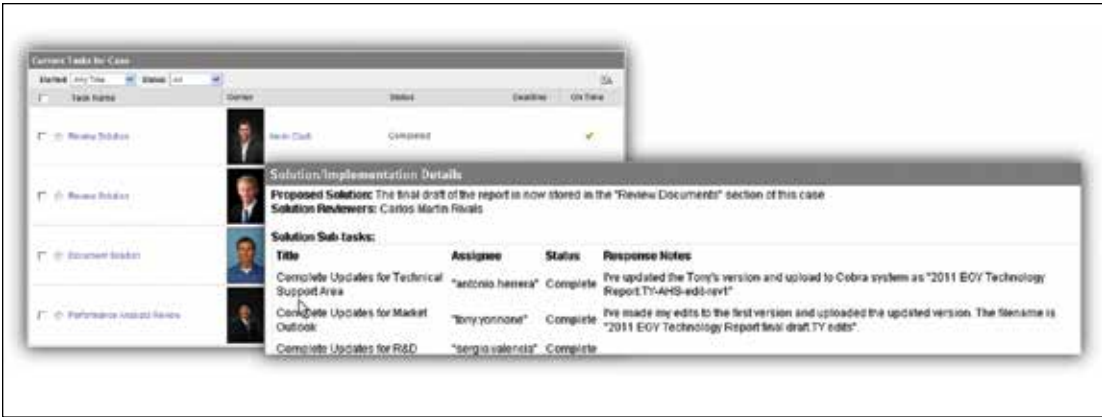 Current Tasks for Case
Started Any Time Status All
Task Name Owner Status Deadline On Time
Review Solution Kevin Clark Completed
Review Solution
Document Solution
Performance Analysis Review
Solution/Implementation Details
Proposed Solution: The final draft of the report is now stored in the "Review Documents" section of this case
Solution Reviewers: Carlos Martin Rivals
Solution Sub-tasks:
Title Assignee Status Response Notes
Complete Updates for Technical Support Area "antonio herrera" Complete I've updated the Tony's version and upload to Cobra system as "2011 EOY Technology
Report.TY-AHS-edit-rev1"
Complete Updates for Market Outlook "tony.yonnone" Complete I've made my edits to the first version and uploaded the updated version. The filename is
"2011 EOY Technology Report final draft.TY edits".
Complete Updates for R&D "sergio.valencia" Complete